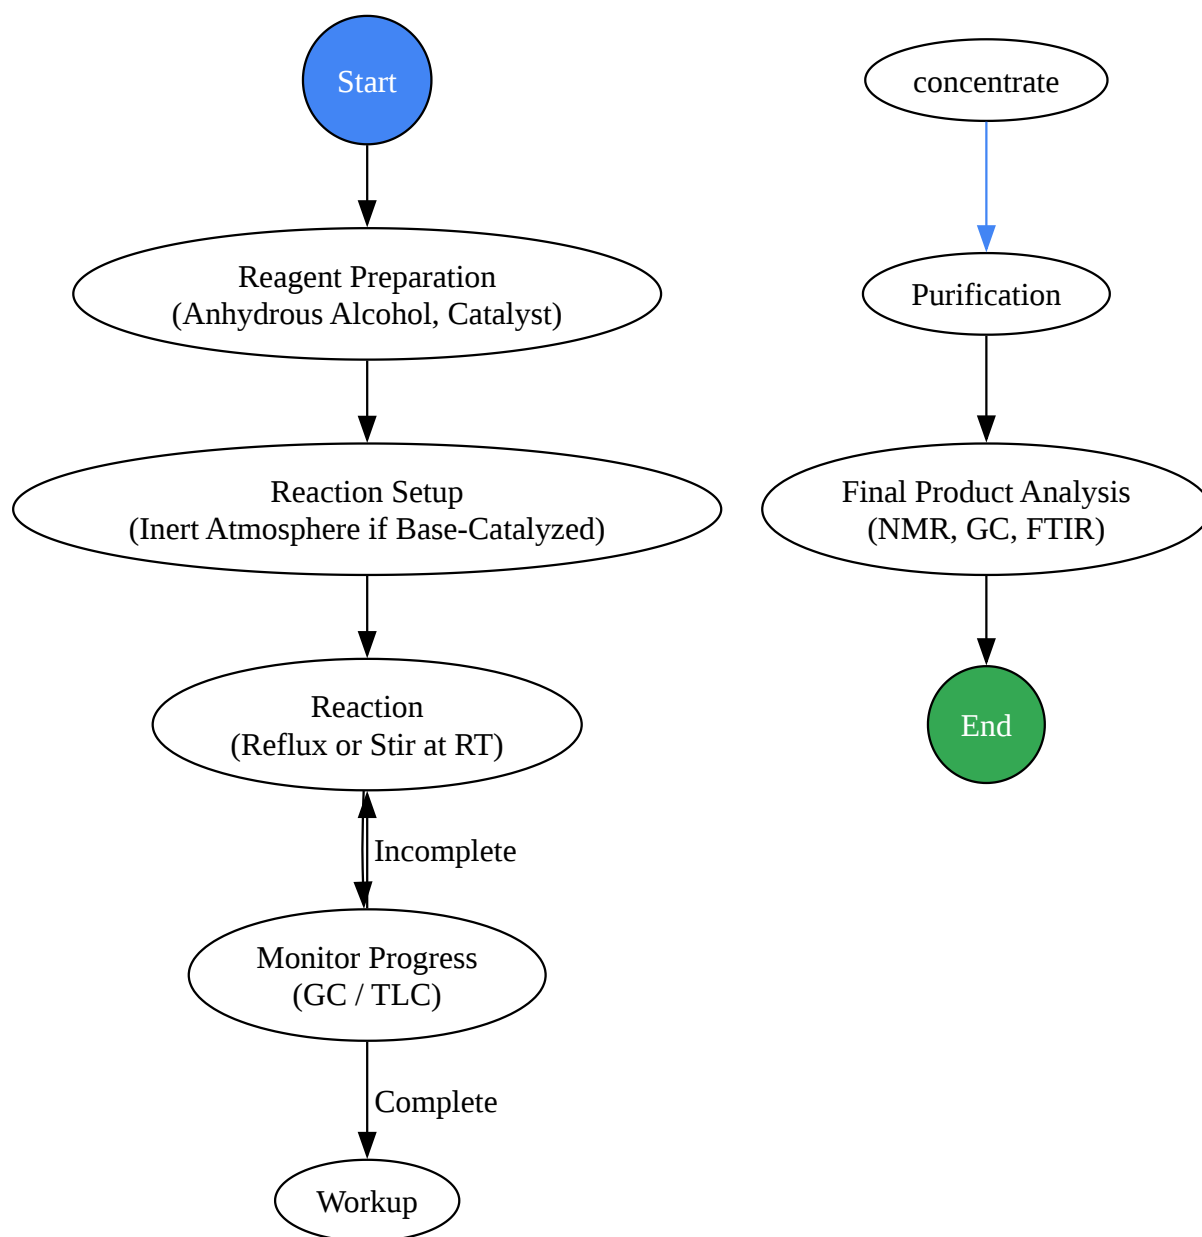 Start
Reagent Preparation
(Anhydrous Alcohol, Catalyst)
Reaction Setup
(Inert Atmosphere if Base-Catalyzed)
Reaction
(Reflux or Stir at RT)
Incomplete
Monitor Progress
(GC / TLC)
Complete
Workup
concentrate
Purification
Final Product Analysis
(NMR, GC, FTIR)
End